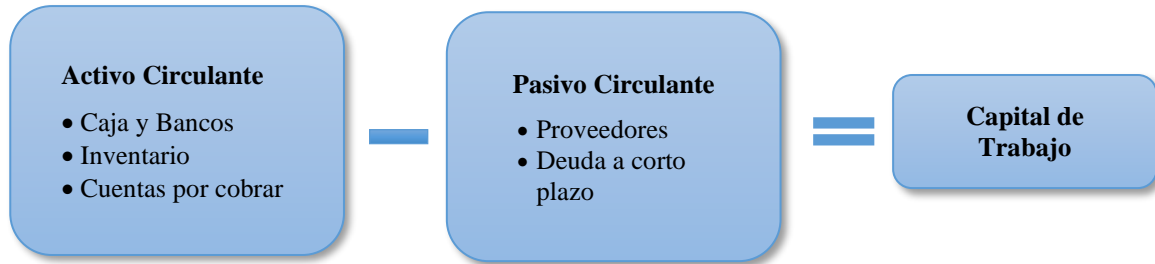 Activo Circulante
• Caja y Bancos
• Inventario
• Cuentas por cobrar
Pasivo Circulante
• Proveedores
• Deuda a corto
plazo
Capital de
Trabajo